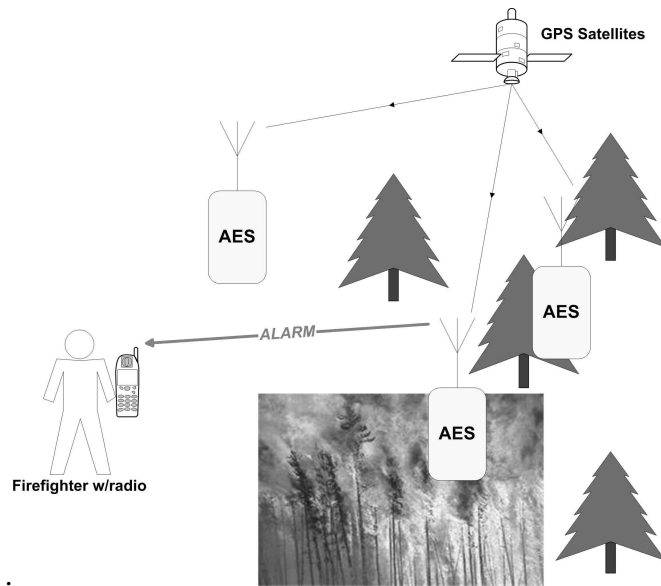 GPS Satellites
AES
AES
ALARM
AES
Firefighter w/radio
.